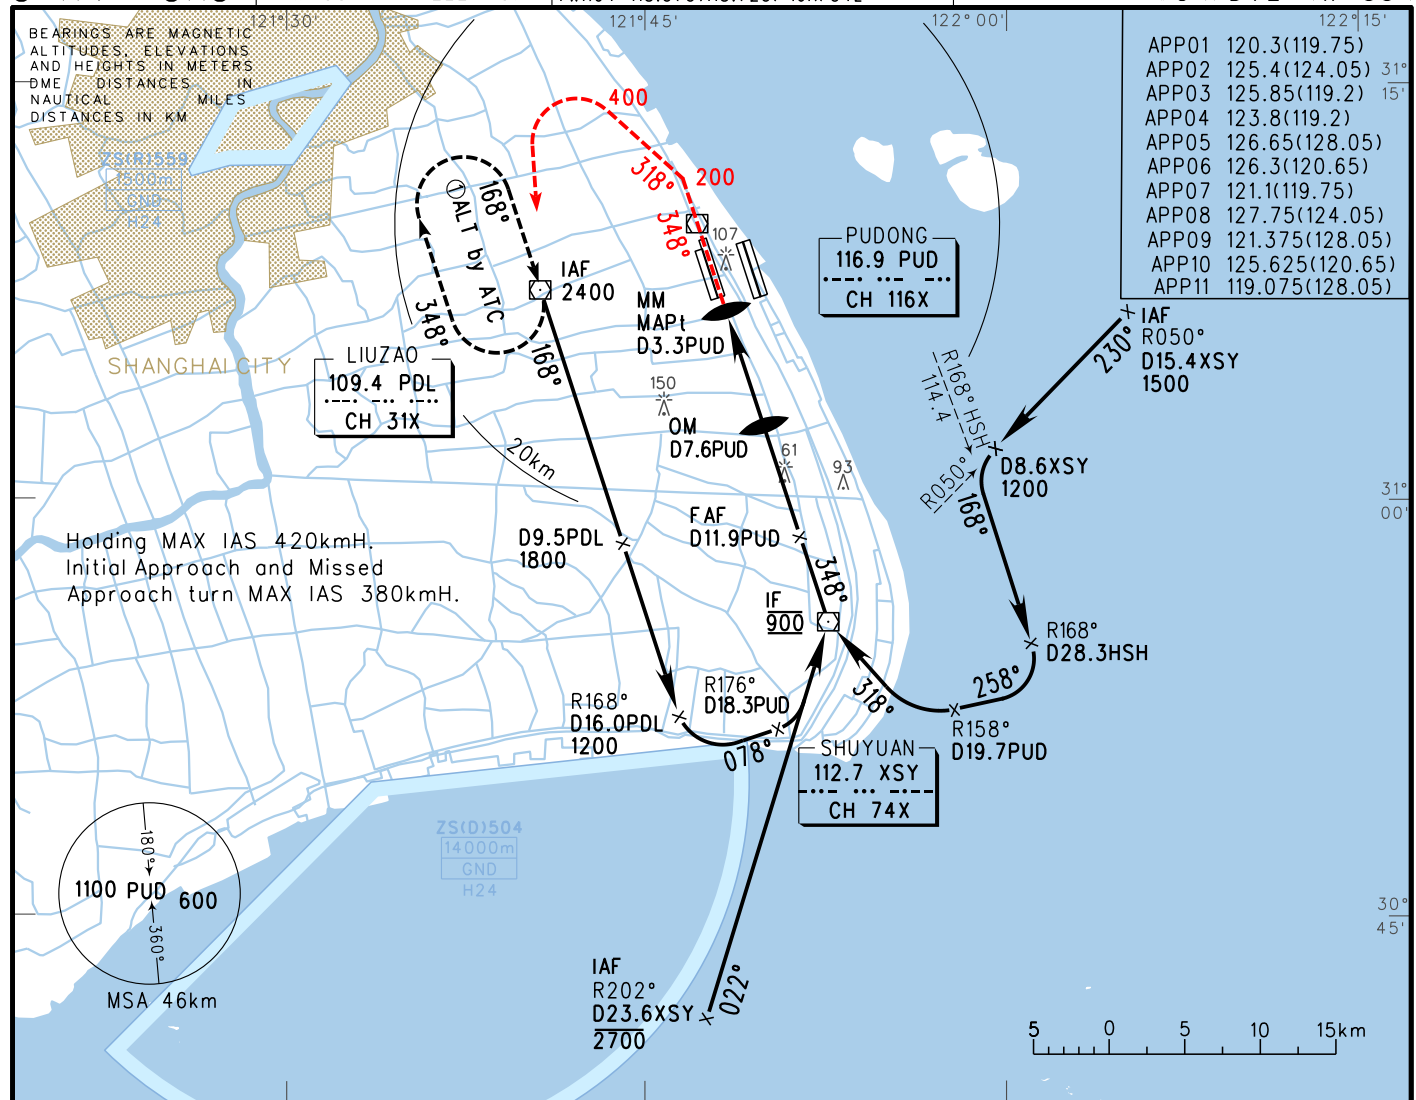 121°30'
121°45'
122°00'
122°15'
BEARINGS ARE MAGNETIC
ALTITUDES, ELEVATIONS
AND HEIGHTS IN METERS
DME DISTANCES IN
NAUTICAL MILES
DISTANCES IN KM
APP01 120.3(119.75)
APP02 125.4(124.05)
APP03 125.85(119.2)
APP04 123.8(119.2)
APP05 126.65(128.05)
APP06 126.3(120.65)
APP07 121.1(119.75)
APP08 127.75(124.05)
APP09 121.375(128.05)
APP10 125.625(120.65)
APP11 119.075(128.05)
31°
15'
ZS(R)559
1500m
GND
H24
400
318°
200
348°
168°
①ALT by ATC
348°
IAF
2400
168°
107
PUDONG
116.9 PUD
CH 116X
MM
MAPt
D3.3PUD
IAF
R050°
D15.4XSY
1500
230°
SHANGHAI CITY
LIUZAO
109.4 PDL
CH 31X
R168°HSH
114.4
150
OM
D7.6PUD
20km
61
93
R050°
D8.6XSY
1200
168°
31°
00'
Holding MAX IAS 420kmH.
Initial Approach and Missed
Approach turn MAX IAS 380kmH.
D9.5PDL
1800
FAF
D11.9PUD
348°
IF
900
R168°
D28.3HSH
258°
318°
R176°
D18.3PUD
R168°
D16.0PDL
1200
078°
R158°
D19.7PUD
SHUYUAN
112.7 XSY
CH 74X
ZS(D)504
14000m
GND
H24
180°
1100 PUD 600
360°
MSA 46km
30°
45'
IAF
R202°
D23.6XSY
2700
022°
5 0 5 10 15km